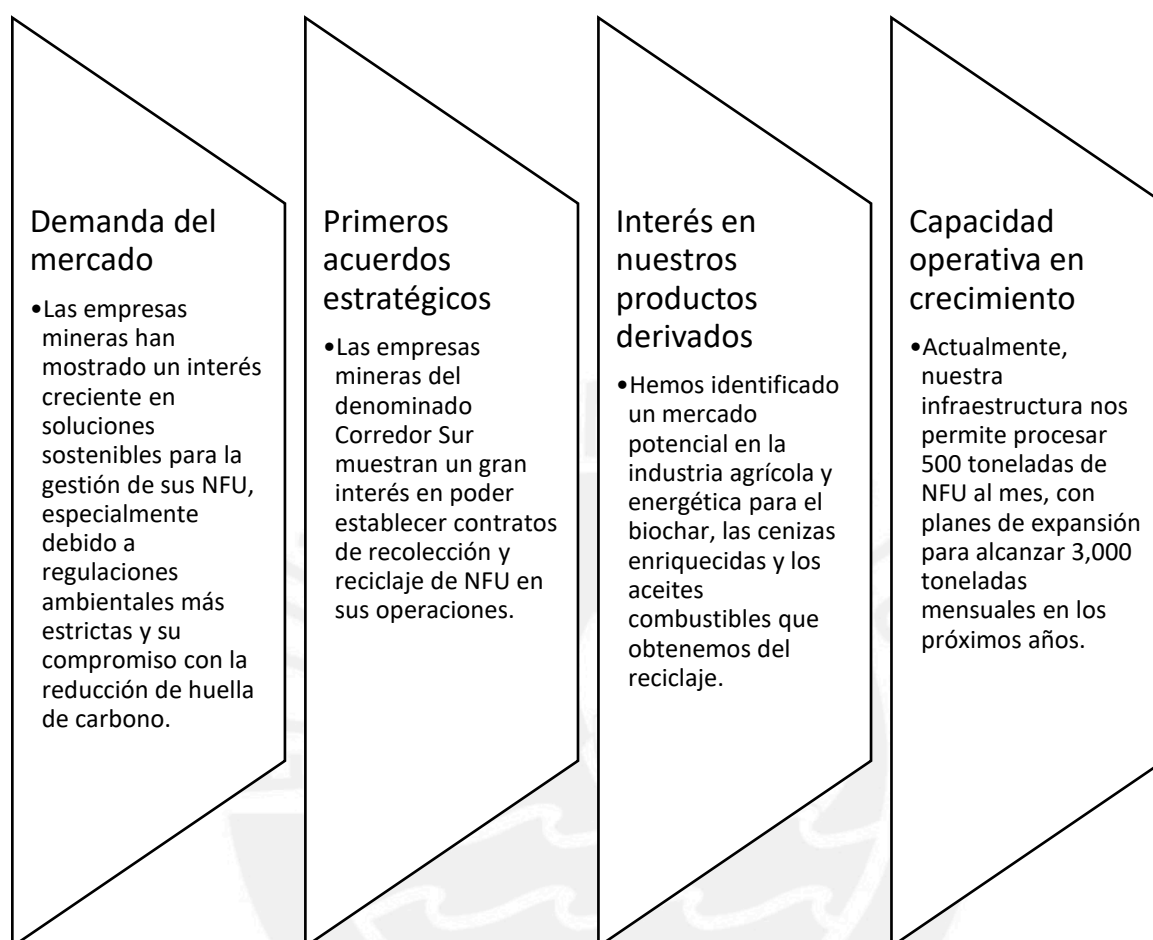 Demanda del
mercado
•Las empresas
mineras han
mostrado un interés
creciente en
soluciones
sostenibles para la
gestión de sus NFU,
especialmente
debido a
regulaciones
ambientales más
estrictas y su
compromiso con la
reducción de huella
de carbono.
Primeros
acuerdos
estratégicos
•Las empresas
mineras del
denominado
Corredor Sur
muestran un gran
interés en poder
establecer contratos
de recolección y
reciclaje de NFU en
sus operaciones.
Interés en
nuestros
productos
derivados
•Hemos identificado
un mercado
potencial en la
industria agrícola y
energética para el
biochar, las cenizas
enriquecidas y los
aceites
combustibles que
obtenemos del
reciclaje.
Capacidad
operativa en
crecimiento
•Actualmente,
nuestra
infraestructura nos
permite procesar
500 toneladas de
NFU al mes, con
planes de expansión
para alcanzar 3,000
toneladas
mensuales en los
próximos años.